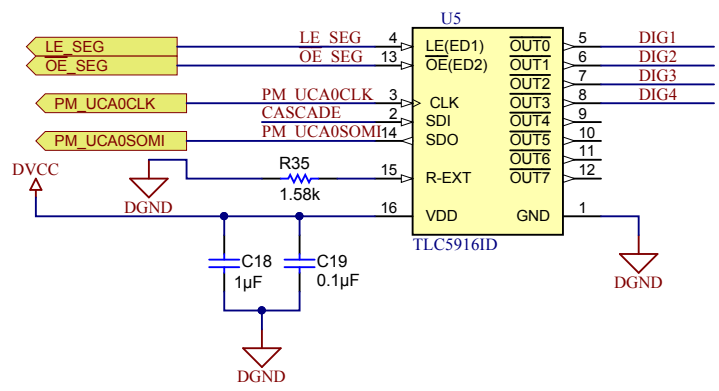 U5
LE_SEG
LE_SEG
4
LE(ED1)
OUT0
5
DIG1
OE_SEG
OE_SEG
13
OE(ED2)
OUT1
6
DIG2
OUT2
7
DIG3
PM_UCA0CLK
PM_UCA0CLK
3
CLK
OUT3
8
DIG4
CASCADE
2
SDI
OUT4
9
PM_UCA0SOMI
PM_UCA0SOMI
14
SDO
OUT5
10
OUT6
11
DVCC
DGND
R35
1.58k
15
R-EXT
OUT7
12
16
VDD
GND
1
TLC5916ID
C18
1µF
C19
0.1µF
DGND
DGND